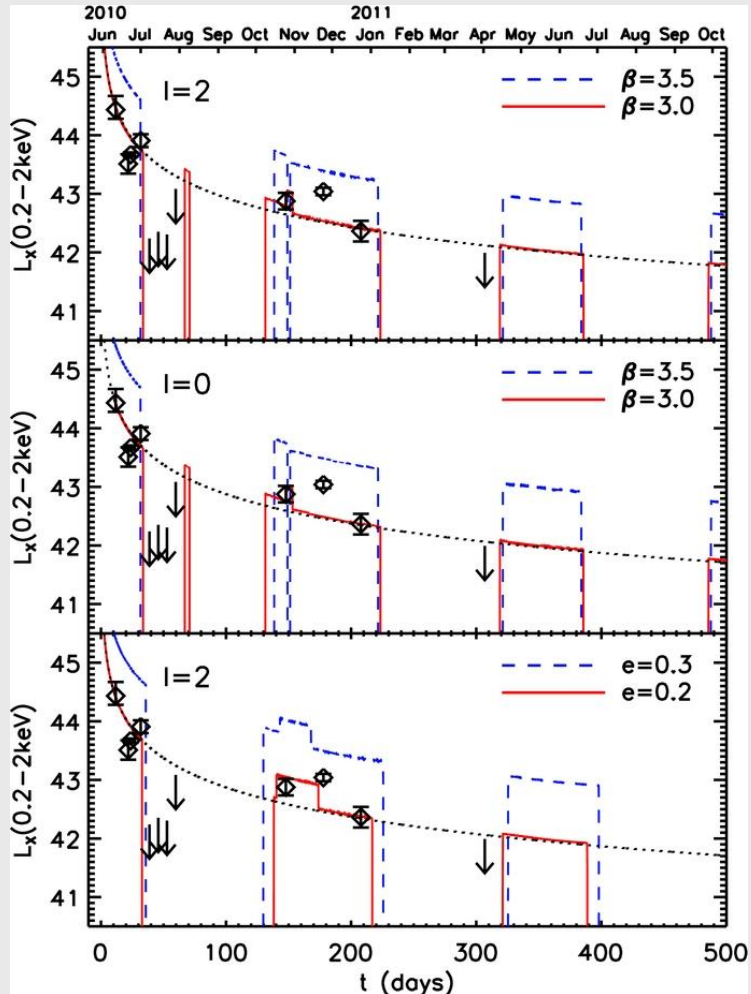 2010 2011
Jun Jul Aug Sep Oct Nov Dec Jan Feb Mar Apr May Jun Jul Aug Sep Oct
45
44
43
42
41
Lx(0.2−2keV)
I=2
β=3.5
β=3.0
45
44
43
42
41
Lx(0.2−2keV)
I=0
β=3.5
β=3.0
45
44
43
42
41
Lx(0.2−2keV)
I=2
e=0.3
e=0.2
0 100 200 300 400 500
t (days)